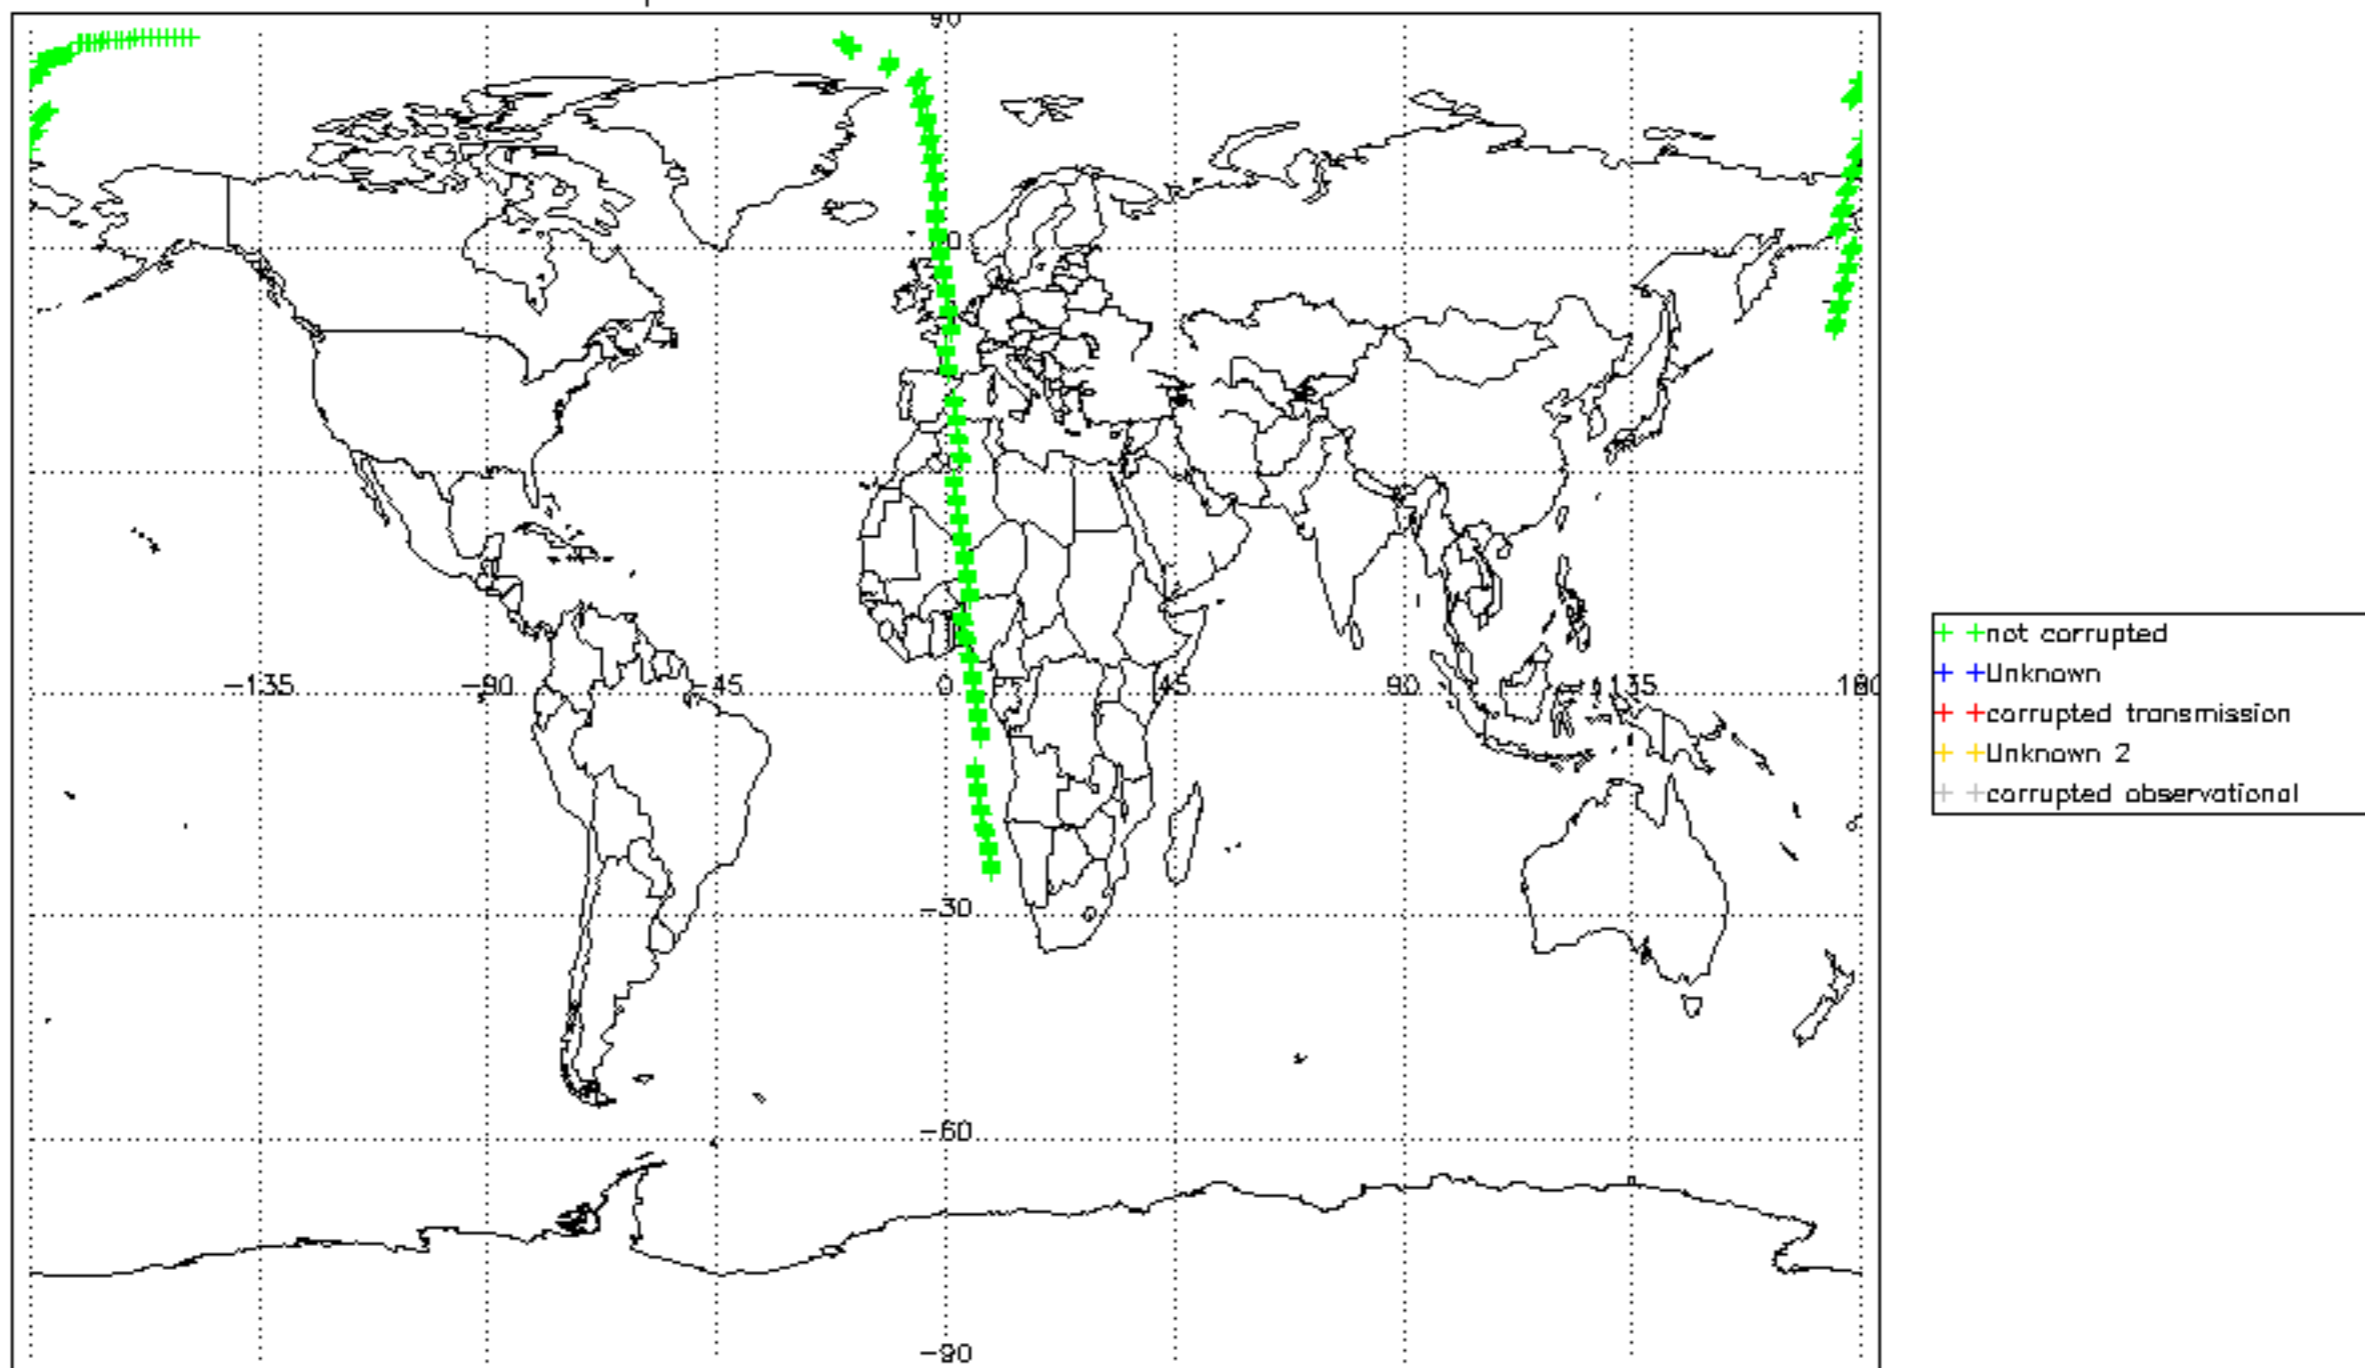 90
0
-135
-90
-45
0
45
90
135
180
-30
-60
-90
not corrupted
Unknown
corrupted transmission
Unknown 2
corrupted observational